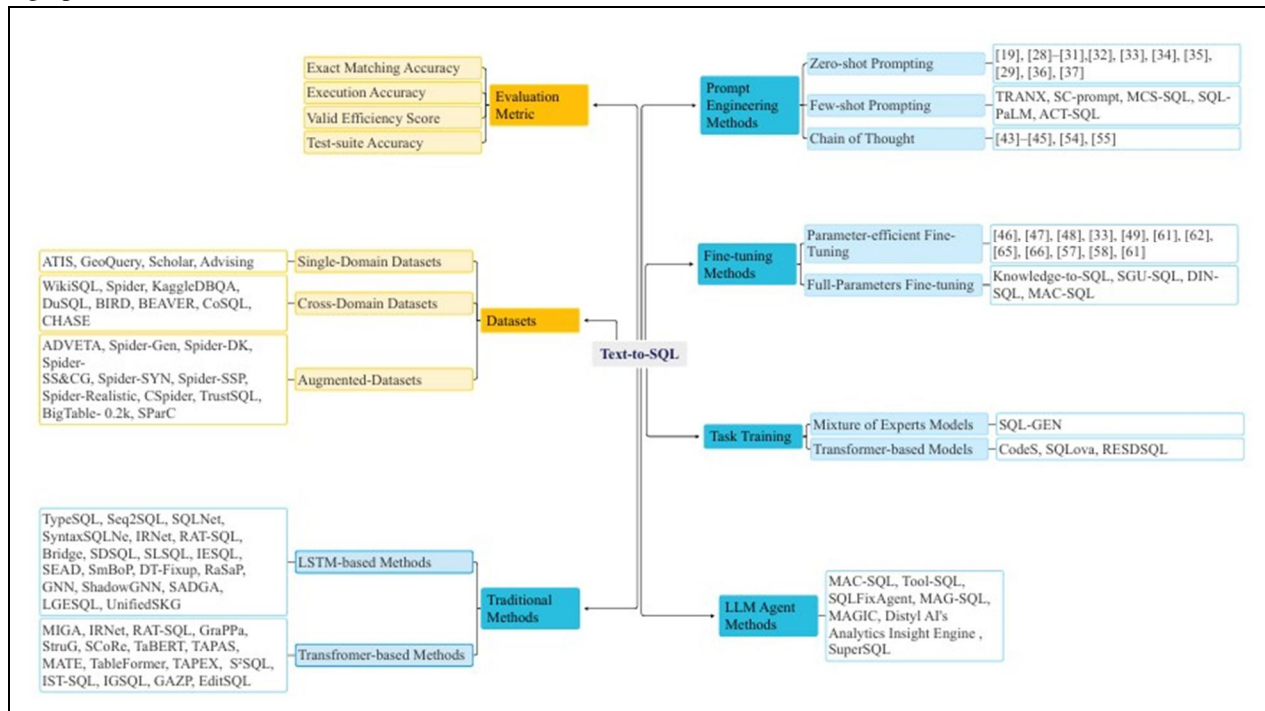 Exact Matching Accuracy
Execution Accuracy
Valid Efficiency Score
Test-suite Accuracy
Evaluation
Metric
ATIS, GeoQuery, Scholar, Advising
Single-Domain Datasets
WikiSQL, Spider, KaggleDBQA,
DuSQL, BIRD, BEAVER, CoSQL,
CHASE
Cross-Domain Datasets
ADVETA, Spider-Gen, Spider-DK,
Spider-
SS&CG, Spider-SYN, Spider-SSP,
Spider-Realistic, CSpider, TrustSQL,
BigTable- 0.2k, SParC
Augmented-Datasets
Datasets
TypeSQL, Seq2SQL, SQLNet,
SyntaxSQLNe, IRNet, RAT-SQL,
Bridge, SDSQL, SLSQL, IESQL,
SEAD, SmBoP, DT-Fixup, RaSaP,
GNN, ShadowGNN, SADGA,
LGESQL, UnifiedSKG
LSTM-based Methods
MIGA, IRNet, RAT-SQL, GraPPa,
StruG, SCoRe, TaBERT, TAPAS,
MATE, TableFormer, TAPEX, S²SQL,
IST-SQL, IGSQL, GAZP, EditSQL
Transfromer-based Methods
Traditional
Methods
Text-to-SQL
Prompt
Engineering
Methods
Zero-shot Prompting
[19], [28]–[31],[32], [33], [34], [35],
[29], [36], [37]
Few-shot Prompting
TRANX, SC-prompt, MCS-SQL, SQL-
PaLM, ACT-SQL
Chain of Thought
[43]–[45], [54], [55]
Fine-tuning
Methods
Parameter-efficient Fine-
Tuning
[46], [47], [48], [33], [49], [61], [62],
[65], [66], [57], [58], [61]
Full-Parameters Fine-tuning
Knowledge-to-SQL, SGU-SQL, DIN-
SQL, MAC-SQL
Task Training
Mixture of Experts Models
SQL-GEN
Transformer-based Models
CodeS, SQLova, RESDSQL
LLM Agent
Methods
MAC-SQL, Tool-SQL,
SQLFixAgent, MAG-SQL,
MAGIC, Distyl AI's
Analytics Insight Engine ,
SuperSQL